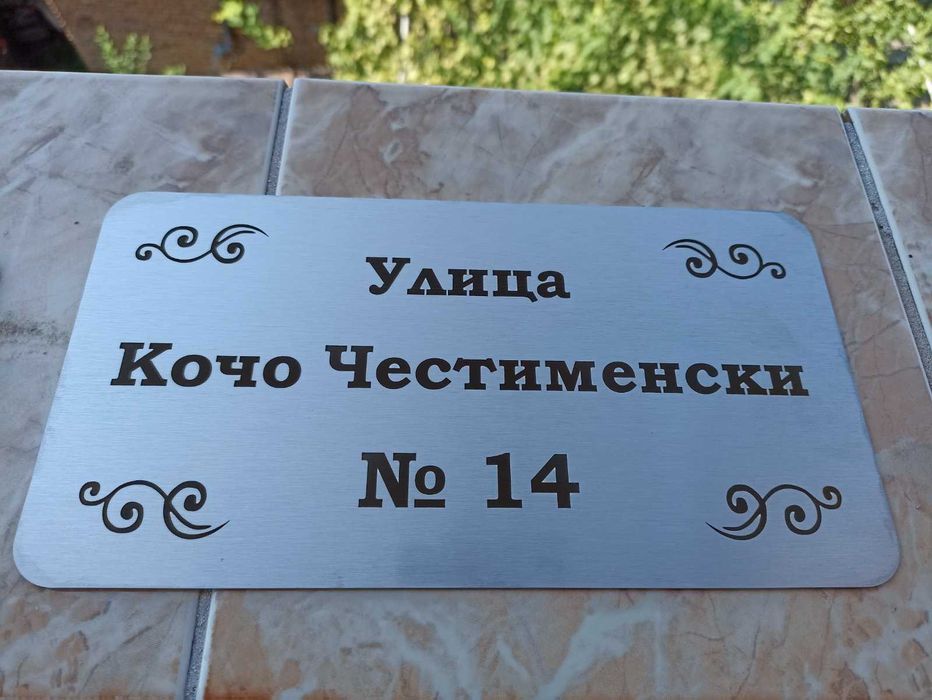 Улица
Кочо Честименски
№ 14